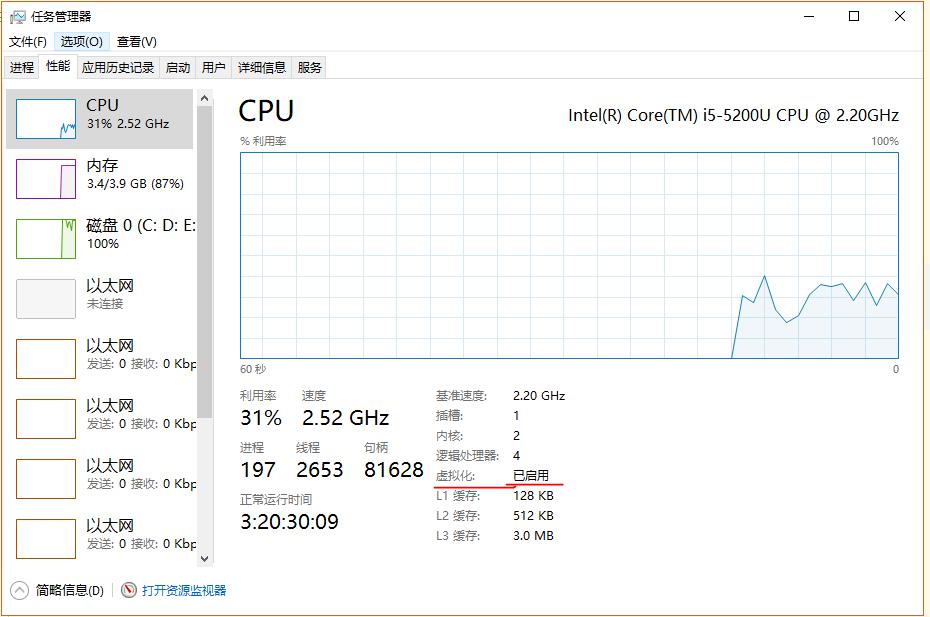 任务管理器
文件(F) 选项(O) 查看(V)
进程 性能 应用历史记录 启动 用户 详细信息 服务
CPU
31% 2.52 GHz
内存
3.4/3.9 GB (87%)
磁盘 0 (C: D: E:
100%
以太网
未连接
以太网
发送: 0 接收: 0 Kbp
以太网
发送: 0 接收: 0 Kbp
以太网
发送: 0 接收: 0 Kbp
以太网
发送: 0 接收: 0 Kbp
CPU
Intel(R) Core(TM) i5-5200U CPU @ 2.20GHz
% 利用率 100%
60 秒 0
利用率 速度
31% 2.52 GHz
进程 线程 句柄
197 2653 81628
正常运行时间
3:20:30:09
基准速度: 2.20 GHz
插槽: 1
内核: 2
逻辑处理器: 4
虚拟化: 已启用
L1 缓存: 128 KB
L2 缓存: 512 KB
L3 缓存: 3.0 MB
简略信息(D) 打开资源监视器